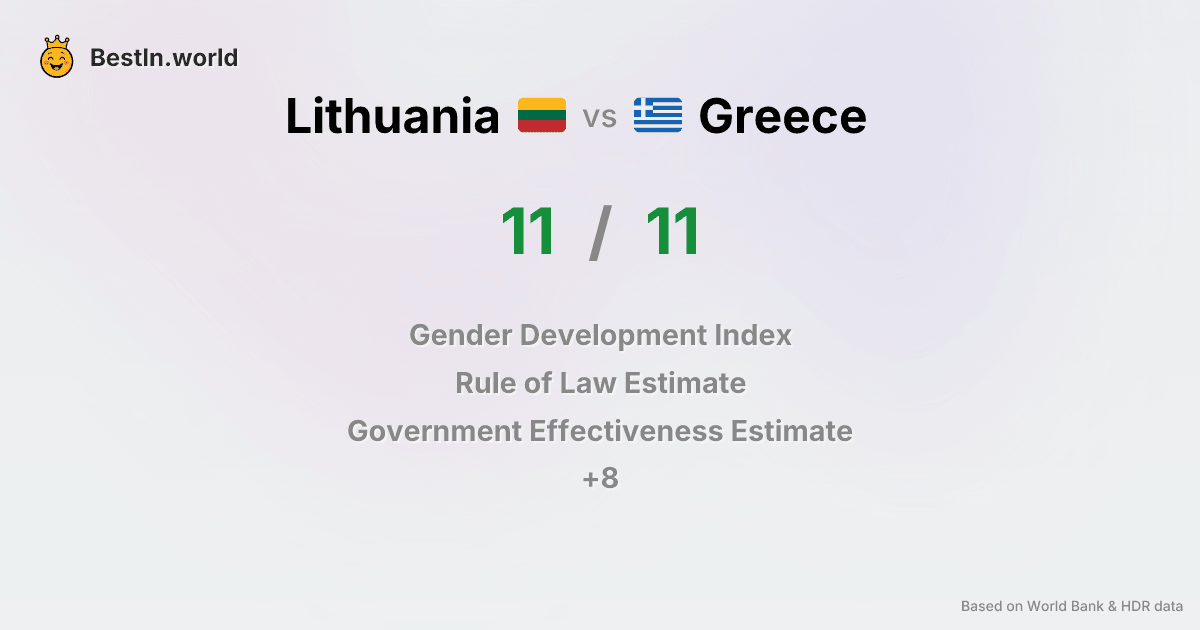 BestIn.world
Lithuania vs Greece
11 / 11
Gender Development Index
Rule of Law Estimate
Government Effectiveness Estimate
+8
Based on World Bank & HDR data